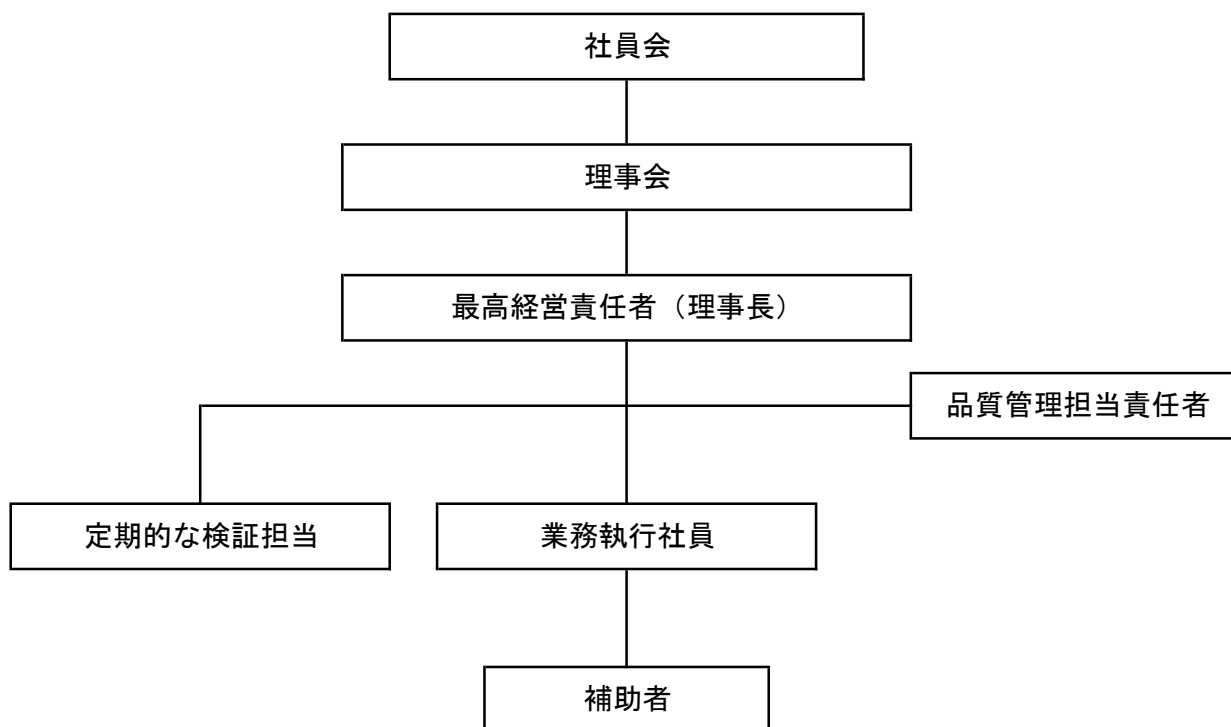 社員会
理事会
最高経営責任者（理事長）
品質管理担当責任者
定期的な検証担当
業務執行社員
補助者